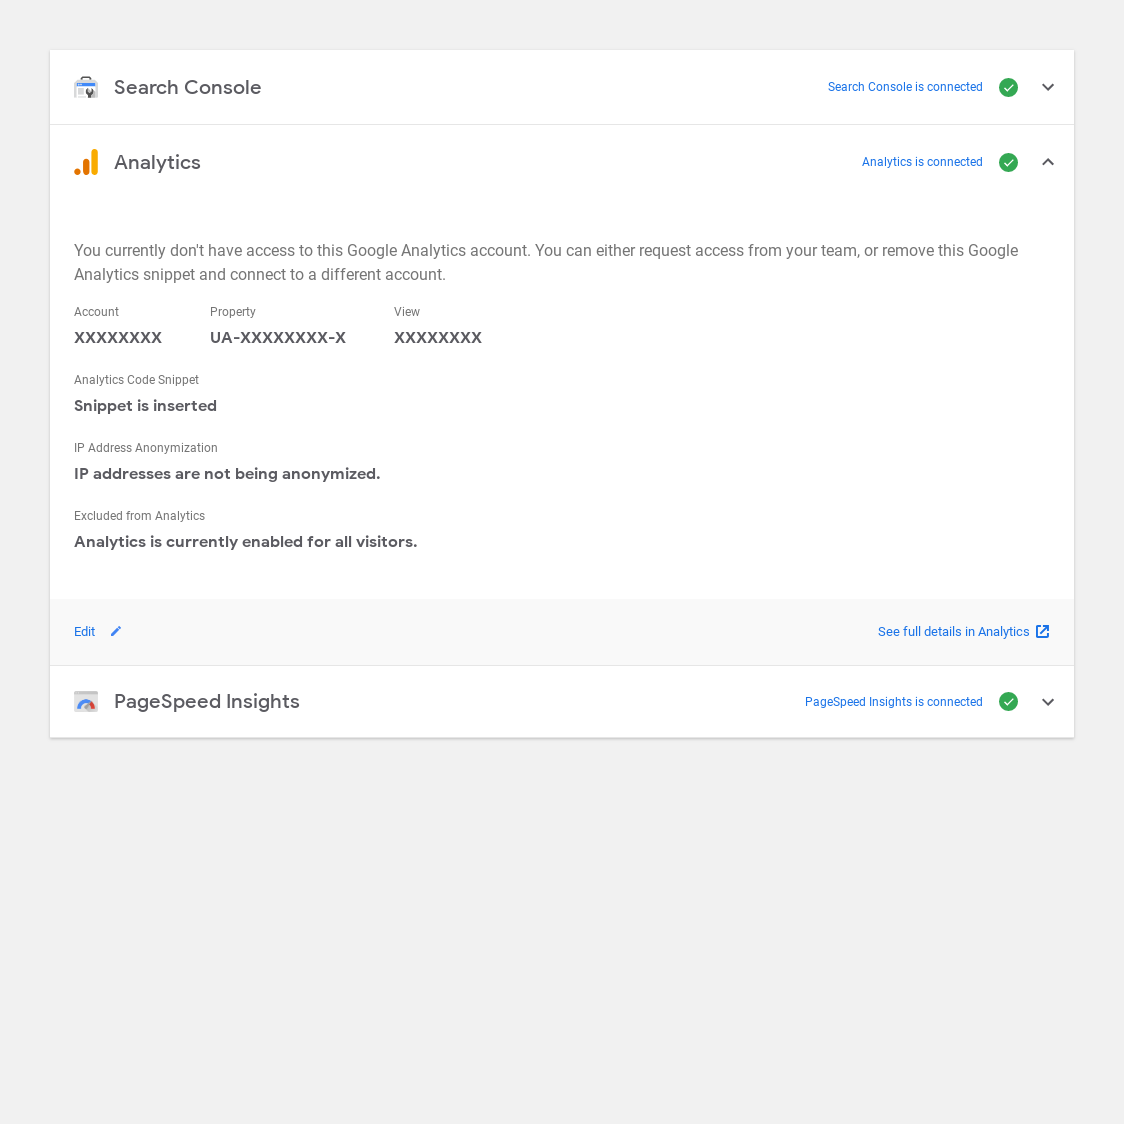 Search Console
Search Console is connected
Analytics
Analytics is connected
You currently don't have access to this Google Analytics account. You can either request access from your team, or remove this Google
Analytics snippet and connect to a different account.
Account Property View
XXXXXXXX UA-XXXXXXXX-X XXXXXXXX
Analytics Code Snippet
Snippet is inserted
IP Address Anonymization
IP addresses are not being anonymized.
Excluded from Analytics
Analytics is currently enabled for all visitors.
Edit
See full details in Analytics
PageSpeed Insights
PageSpeed Insights is connected